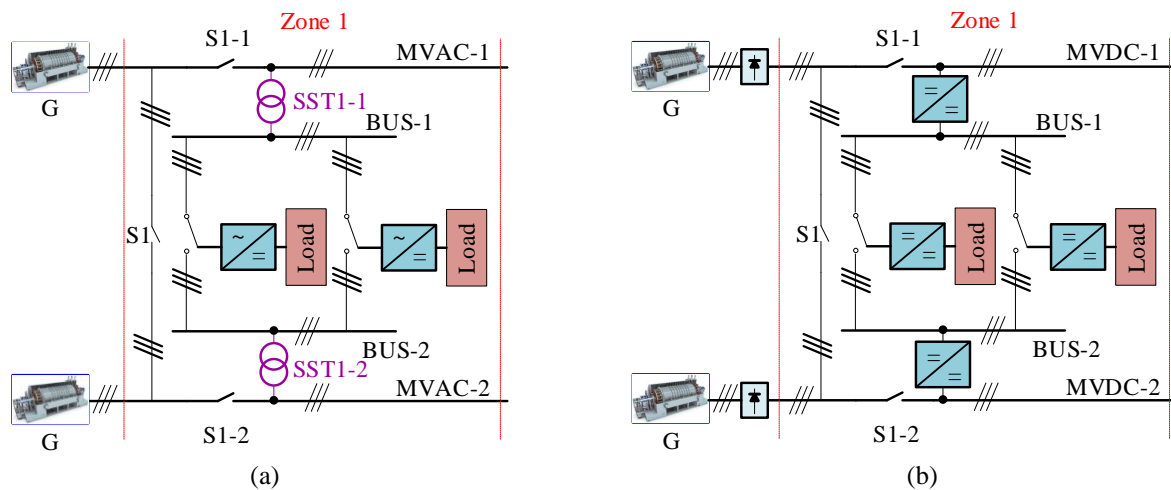 Zone 1
S1-1
MVAC-1
G
SST1-1
BUS-1
S1
~
=
Load
~
=
Load
BUS-2
SST1-2
MVAC-2
G
S1-2
(a)
Zone 1
S1-1
MVDC-1
G
=
=
BUS-1
S1
=
=
Load
=
=
Load
BUS-2
=
=
MVDC-2
G
S1-2
(b)